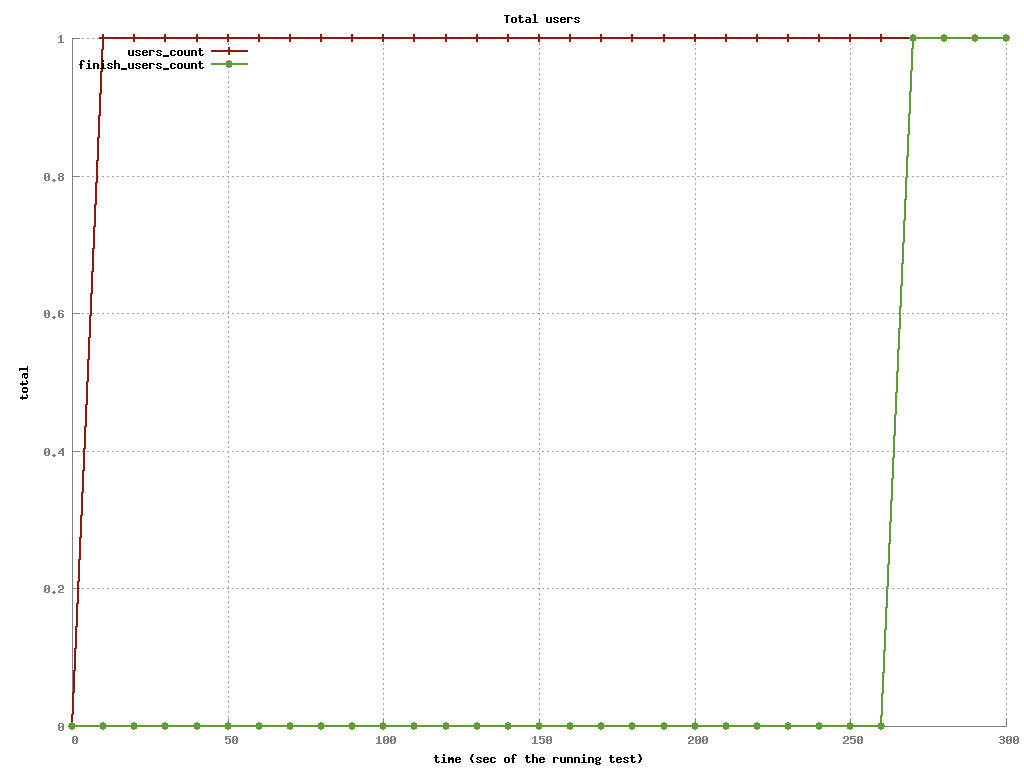 Total users
1
users_count
finish_users_count
0.8
0.6
0.4
0.2
0
total
0 50 100 150 200 250 300
time (sec of the running test)